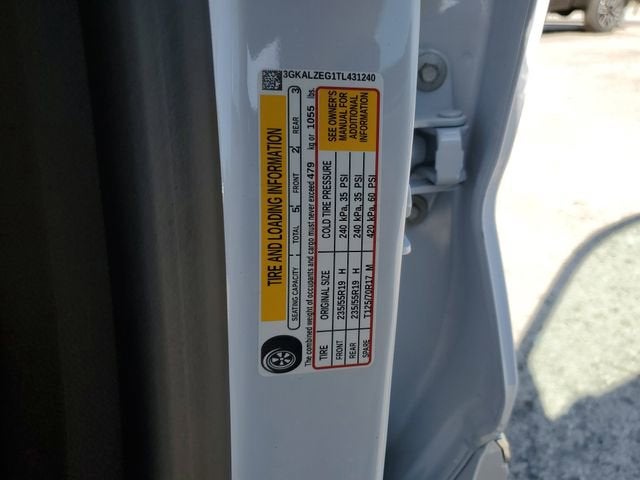 3GKALZEG1TL431240
TIRE AND LOADING INFORMATION
SEATING CAPACITY TOTAL 5 FRONT 2 REAR 3
The combined weight of occupants and cargo must never exceed 479 kg or 1055 lbs.
TIRE ORIGINAL SIZE COLD TIRE PRESSURE
FRONT 235/55R19 H 240 kPa, 35 PSI
REAR 235/55R19 H 240 kPa, 35 PSI
SPARE T125/70R17 M 420 kPa, 60 PSI
SEE OWNER'S
MANUAL FOR
ADDITIONAL
INFORMATION